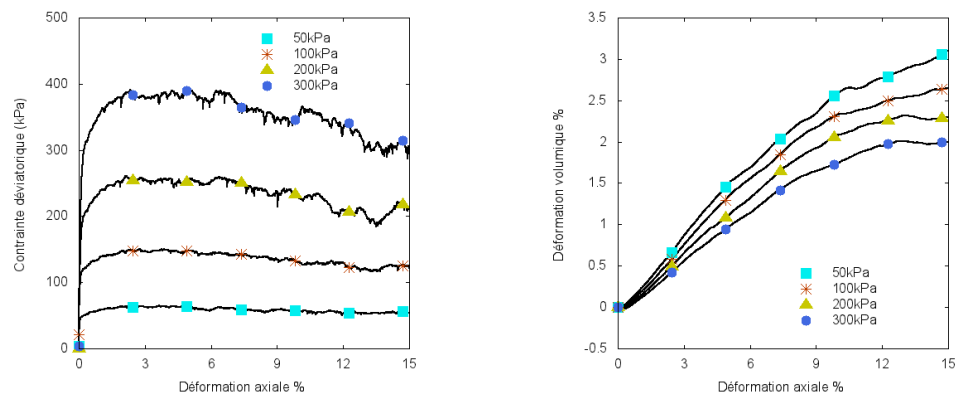 500
400
300
200
100
0
Contrainte déviatorique (kPa)
50kPa
100kPa
200kPa
300kPa
0 3 6 9 12 15
Déformation axiale %
3.5
3
2.5
2
1.5
1
0.5
0
-0.5
Déformation volumique %
50kPa
100kPa
200kPa
300kPa
0 3 6 9 12 15
Déformation axiale %